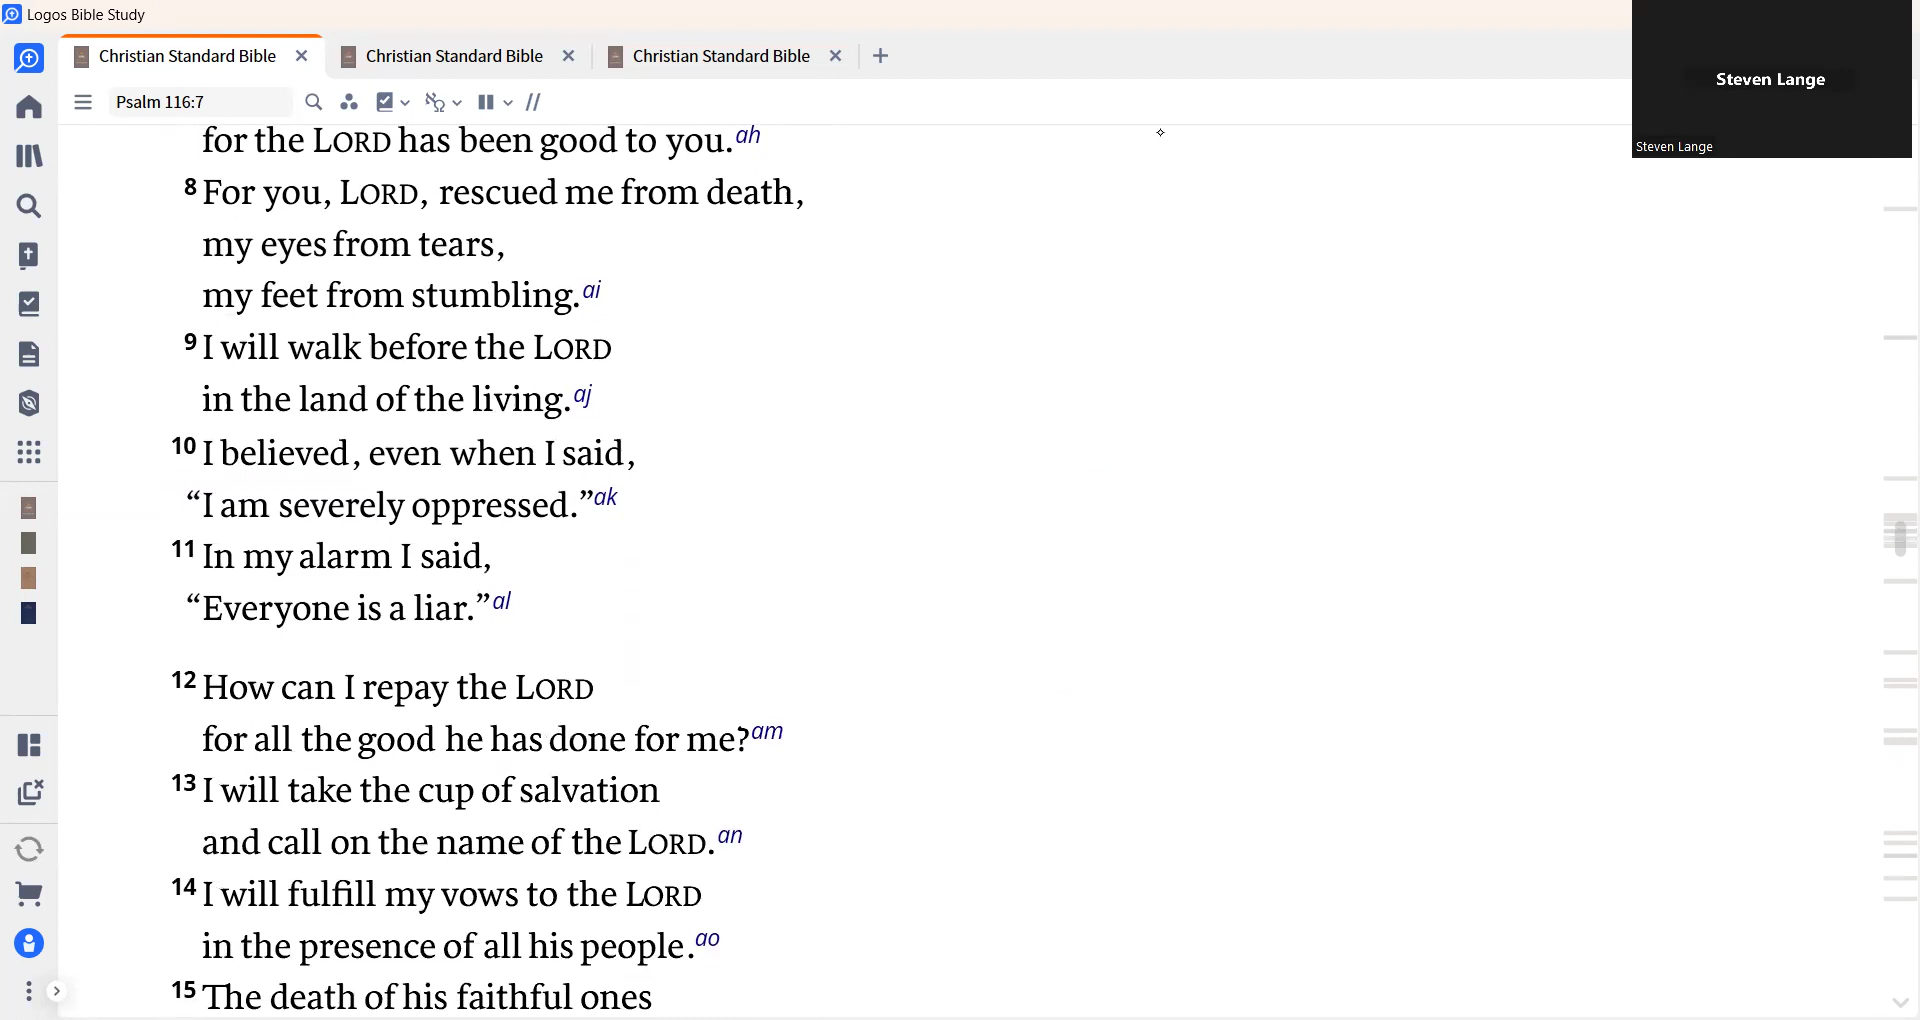 Logos Bible Study
Christian Standard Bible
Christian Standard Bible
Christian Standard Bible
Psalm 116:7
Steven Lange
Steven Lange
for the LORD has been good to you.ah
8 For you, LORD, rescued me from death,
my eyes from tears,
my feet from stumbling.ai
9 I will walk before the LORD
in the land of the living.aj
10 I believed, even when I said,
“I am severely oppressed.”ak
11 In my alarm I said,
“Everyone is a liar.”al
12 How can I repay the LORD
for all the good he has done for me?am
13 I will take the cup of salvation
and call on the name of the LORD.an
14 I will fulfill my vows to the LORD
in the presence of all his people.ao
15 The death of his faithful ones